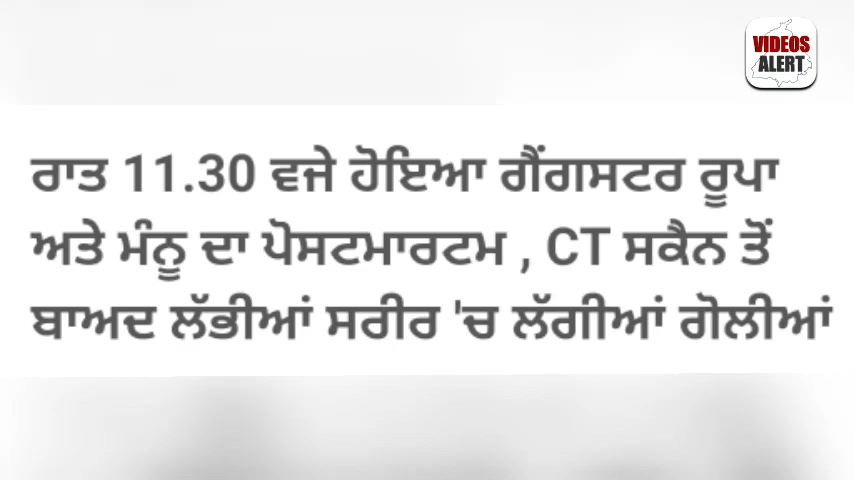 VIDEOS
ALERT
ਰਾਤ 11.30 ਵਜੇ ਹੋਇਆ ਗੈਂਗਸਟਰ ਰੂਪਾ
ਅਤੇ ਮੰਨੂ ਦਾ ਪੋਸਟਮਾਰਟਮ , CT ਸਕੈਨ ਤੋਂ
ਬਾਅਦ ਲੱਭੀਆਂ ਸਰੀਰ 'ਚ ਲੱਗੀਆਂ ਗੋਲੀਆਂ